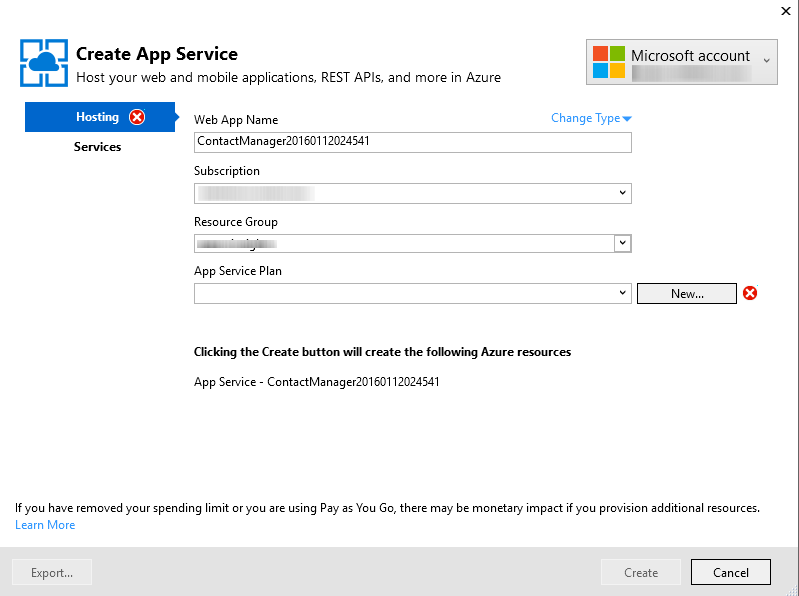 Create App Service
Host your web and mobile applications, REST APIs, and more in Azure
Microsoft account
Hosting
Services
Web App Name
Change Type
ContactManager20160112024541
Subscription
Resource Group
App Service Plan
New...
Clicking the Create button will create the following Azure resources
App Service - ContactManager20160112024541
If you have removed your spending limit or you are using Pay as You Go, there may be monetary impact if you provision additional resources.
Learn More
Export...
Create
Cancel